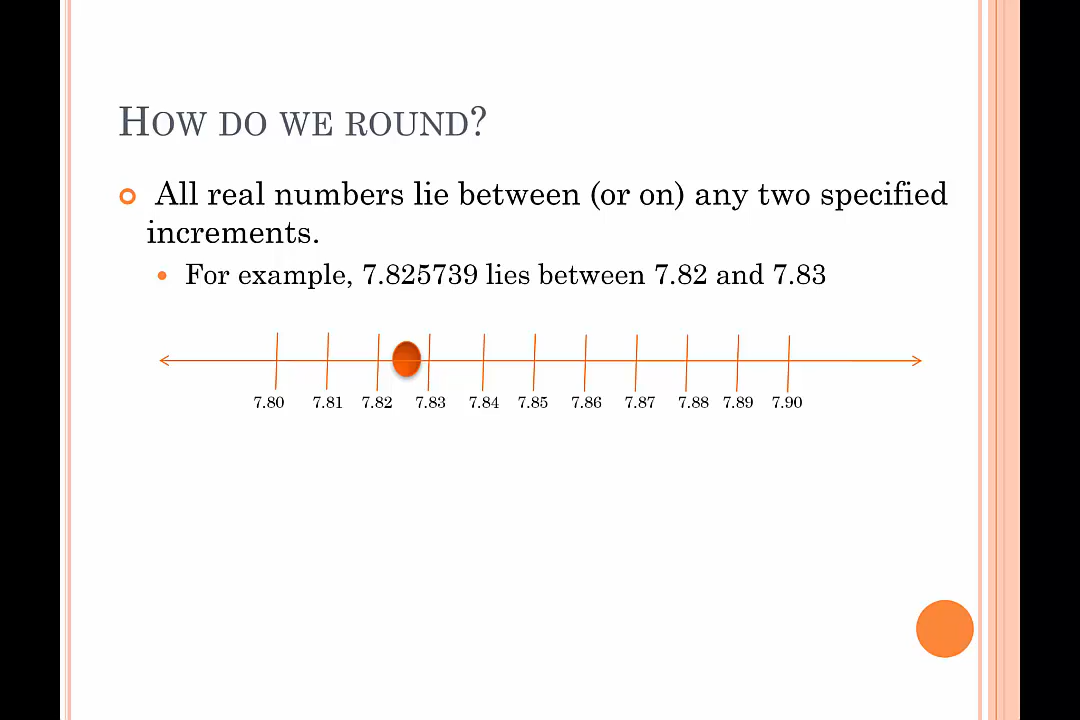 HOW DO WE ROUND?
All real numbers lie between (or on) any two specified
increments.
For example, 7.825739 lies between 7.82 and 7.83
7.80 7.81 7.82 7.83 7.84 7.85 7.86 7.87 7.88 7.89 7.90